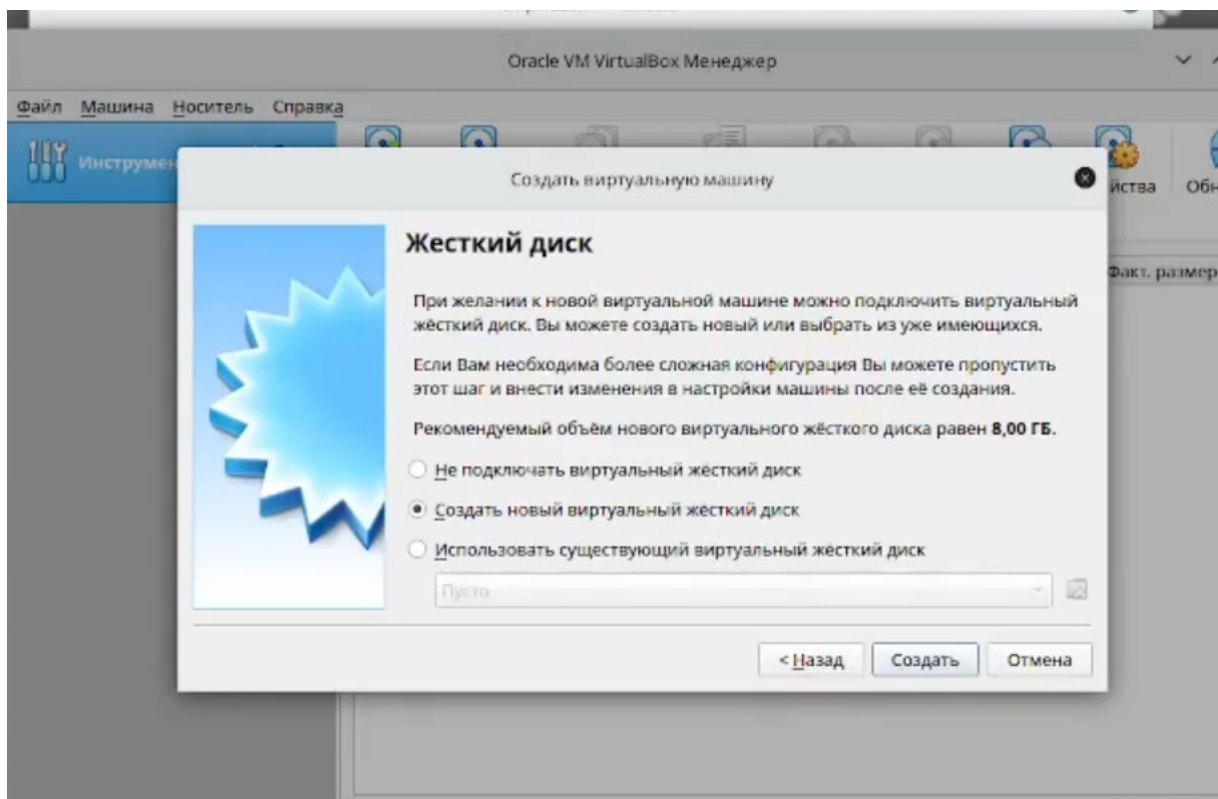 Oracle VM VirtualBox Менеджер
Файл Машина Носитель Справка
Создать виртуальную машину
Жесткий диск
Факт. размер
При желании к новой виртуальной машине можно подключить виртуальный
жёсткий диск. Вы можете создать новый или выбрать из уже имеющихся.
Если Вам необходима более сложная конфигурация Вы можете пропустить
этот шаг и внести изменения в настройки машины после её создания.
Рекомендуемый объём нового виртуального жёсткого диска равен 8,00 ГБ.
Не подключать виртуальный жёсткий диск
Создать новый виртуальный жёсткий диск
Использовать существующий виртуальный жёсткий диск
Пусто
< Назад Создать Отмена